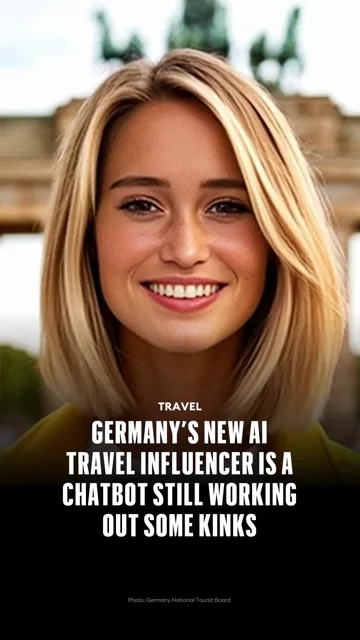 TRAVEL
GERMANY'S NEW AI
TRAVEL INFLUENCER IS A
CHATBOT STILL WORKING
OUT SOME KINKS
Photo: Germany National Tourist Board